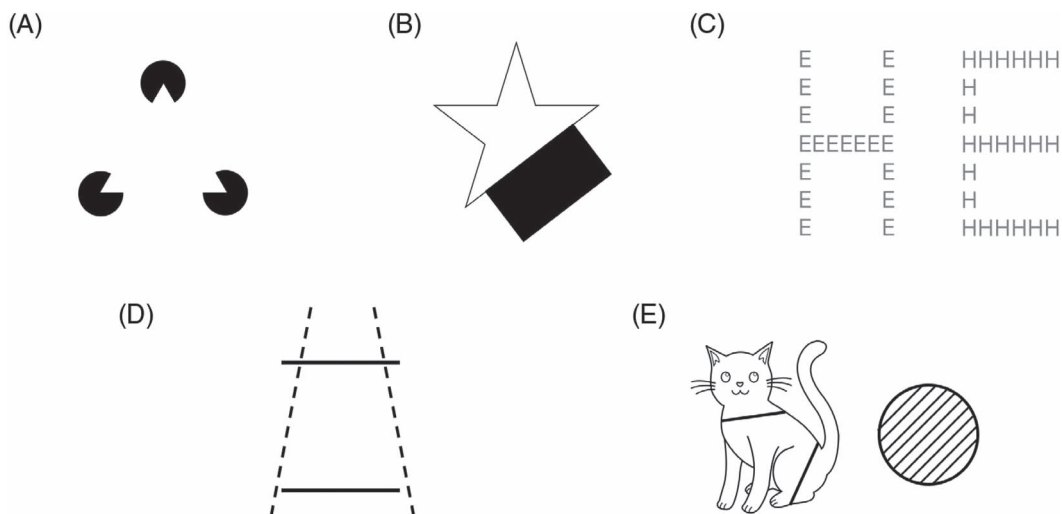 (A)
(B)
(C)
E E HHHHHH
E E H
E E H
EEEEEEE HHHHHH
E E H
E E H
E E HHHHHH
(D)
(E)